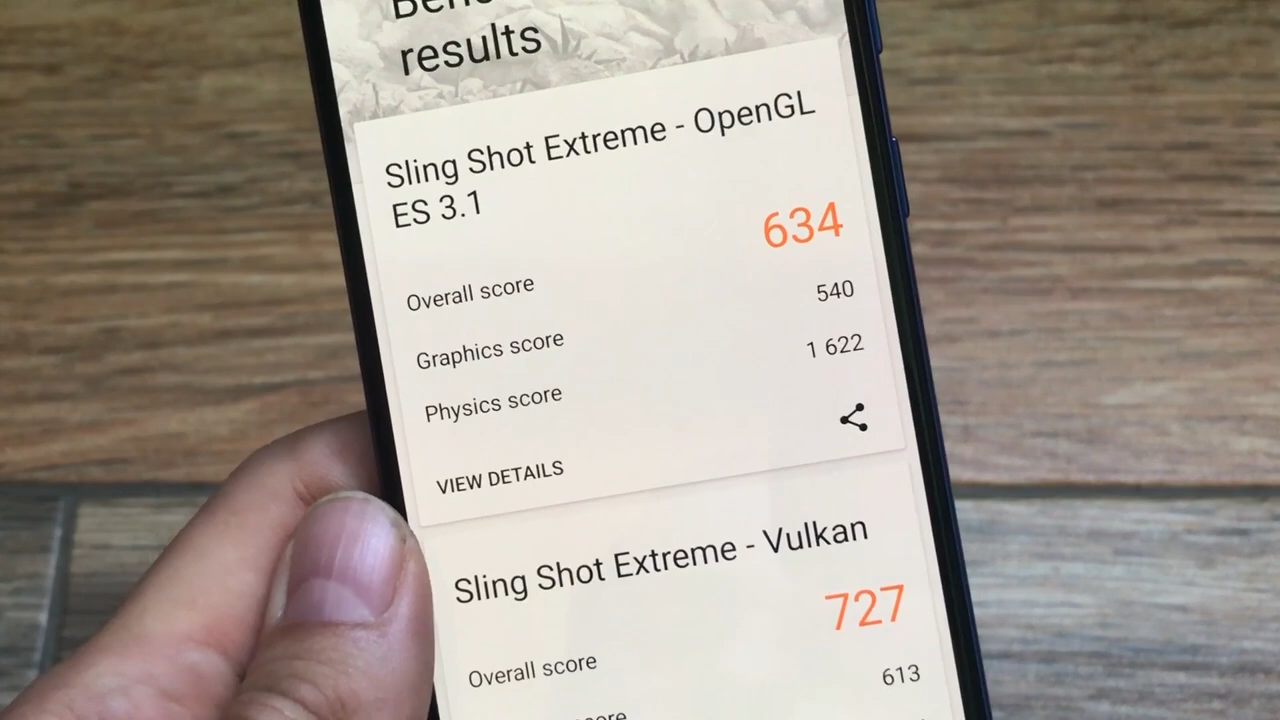 results
Sling Shot Extreme - OpenGL
ES 3.1
634
Overall score
540
Graphics score
1 622
Physics score
VIEW DETAILS
Sling Shot Extreme - Vulkan
727
Overall score
613